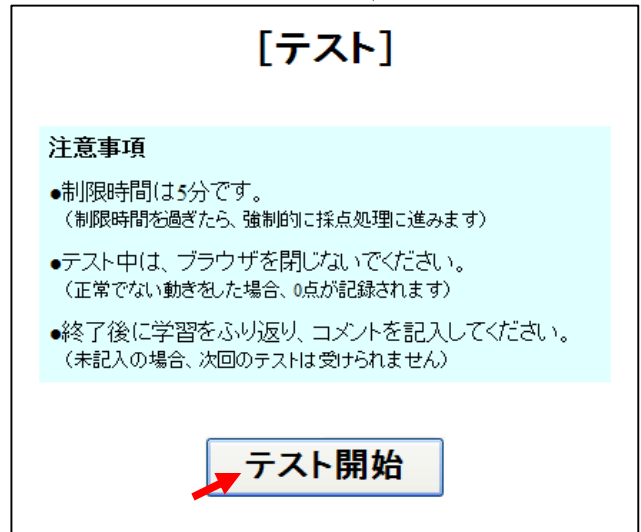 [テスト]
注意事項
●制限時間は5分です。
(制限時間を過ぎたら、強制的に採点処理に進みます)
●テスト中は、ブラウザを閉じないでください。
(正常でない動きをした場合、0点が記録されます)
●終了後に学習をふり返り、コメントを記入してください。
(未記入の場合、次回のテストは受けられません)
テスト開始